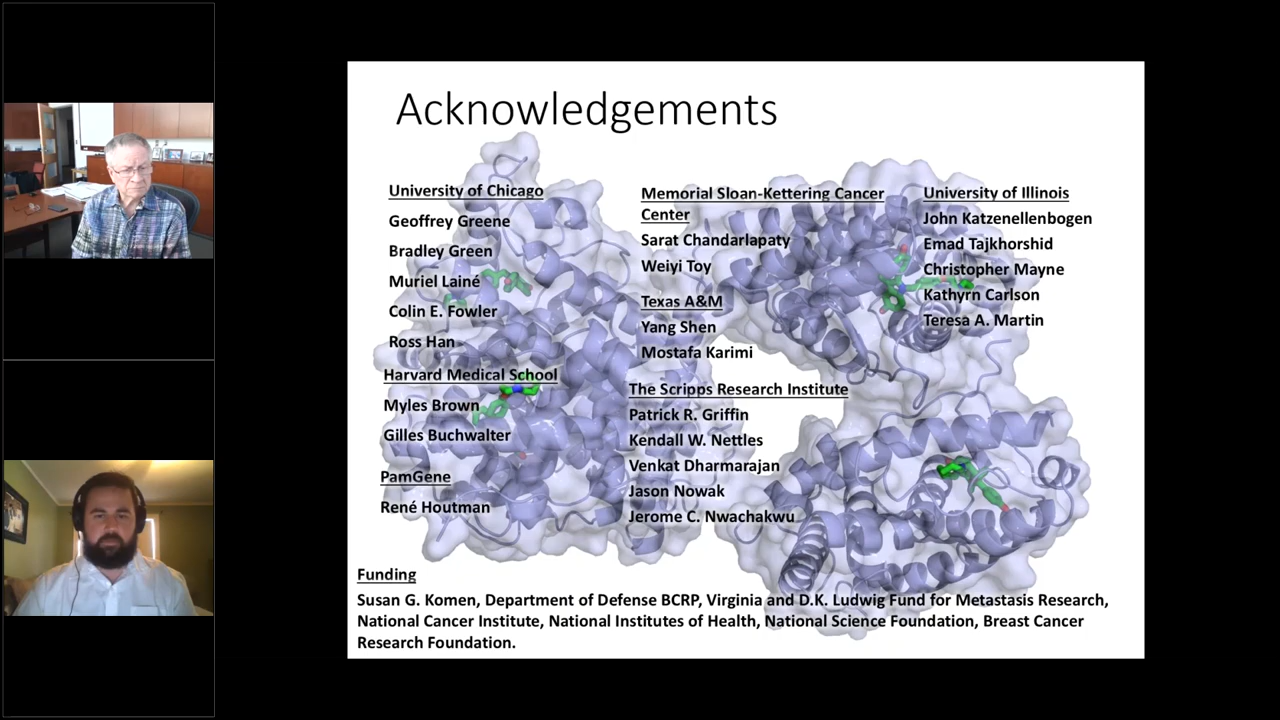 Acknowledgements
University of Chicago
Geoffrey Greene
Bradley Green
Muriel Lainé
Colin E. Fowler
Ross Han
Harvard Medical School
Myles Brown
Gilles Buchwalter
PamGene
René Houtman
Memorial Sloan-Kettering Cancer
Center
Sarat Chandarlapaty
Weiyi Toy
Texas A&M
Yang Shen
Mostafa Karimi
The Scripps Research Institute
Patrick R. Griffin
Kendall W. Nettles
Venkat Dharmarajan
Jason Nowak
Jerome C. Nwachakwu
University of Illinois
John Katzenellenbogen
Emad Tajkhorshid
Christopher Mayne
Kathyrn Carlson
Teresa A. Martin
Funding
Susan G. Komen, Department of Defense BCRP, Virginia and D.K. Ludwig Fund for Metastasis Research,
National Cancer Institute, National Institutes of Health, National Science Foundation, Breast Cancer
Research Foundation.